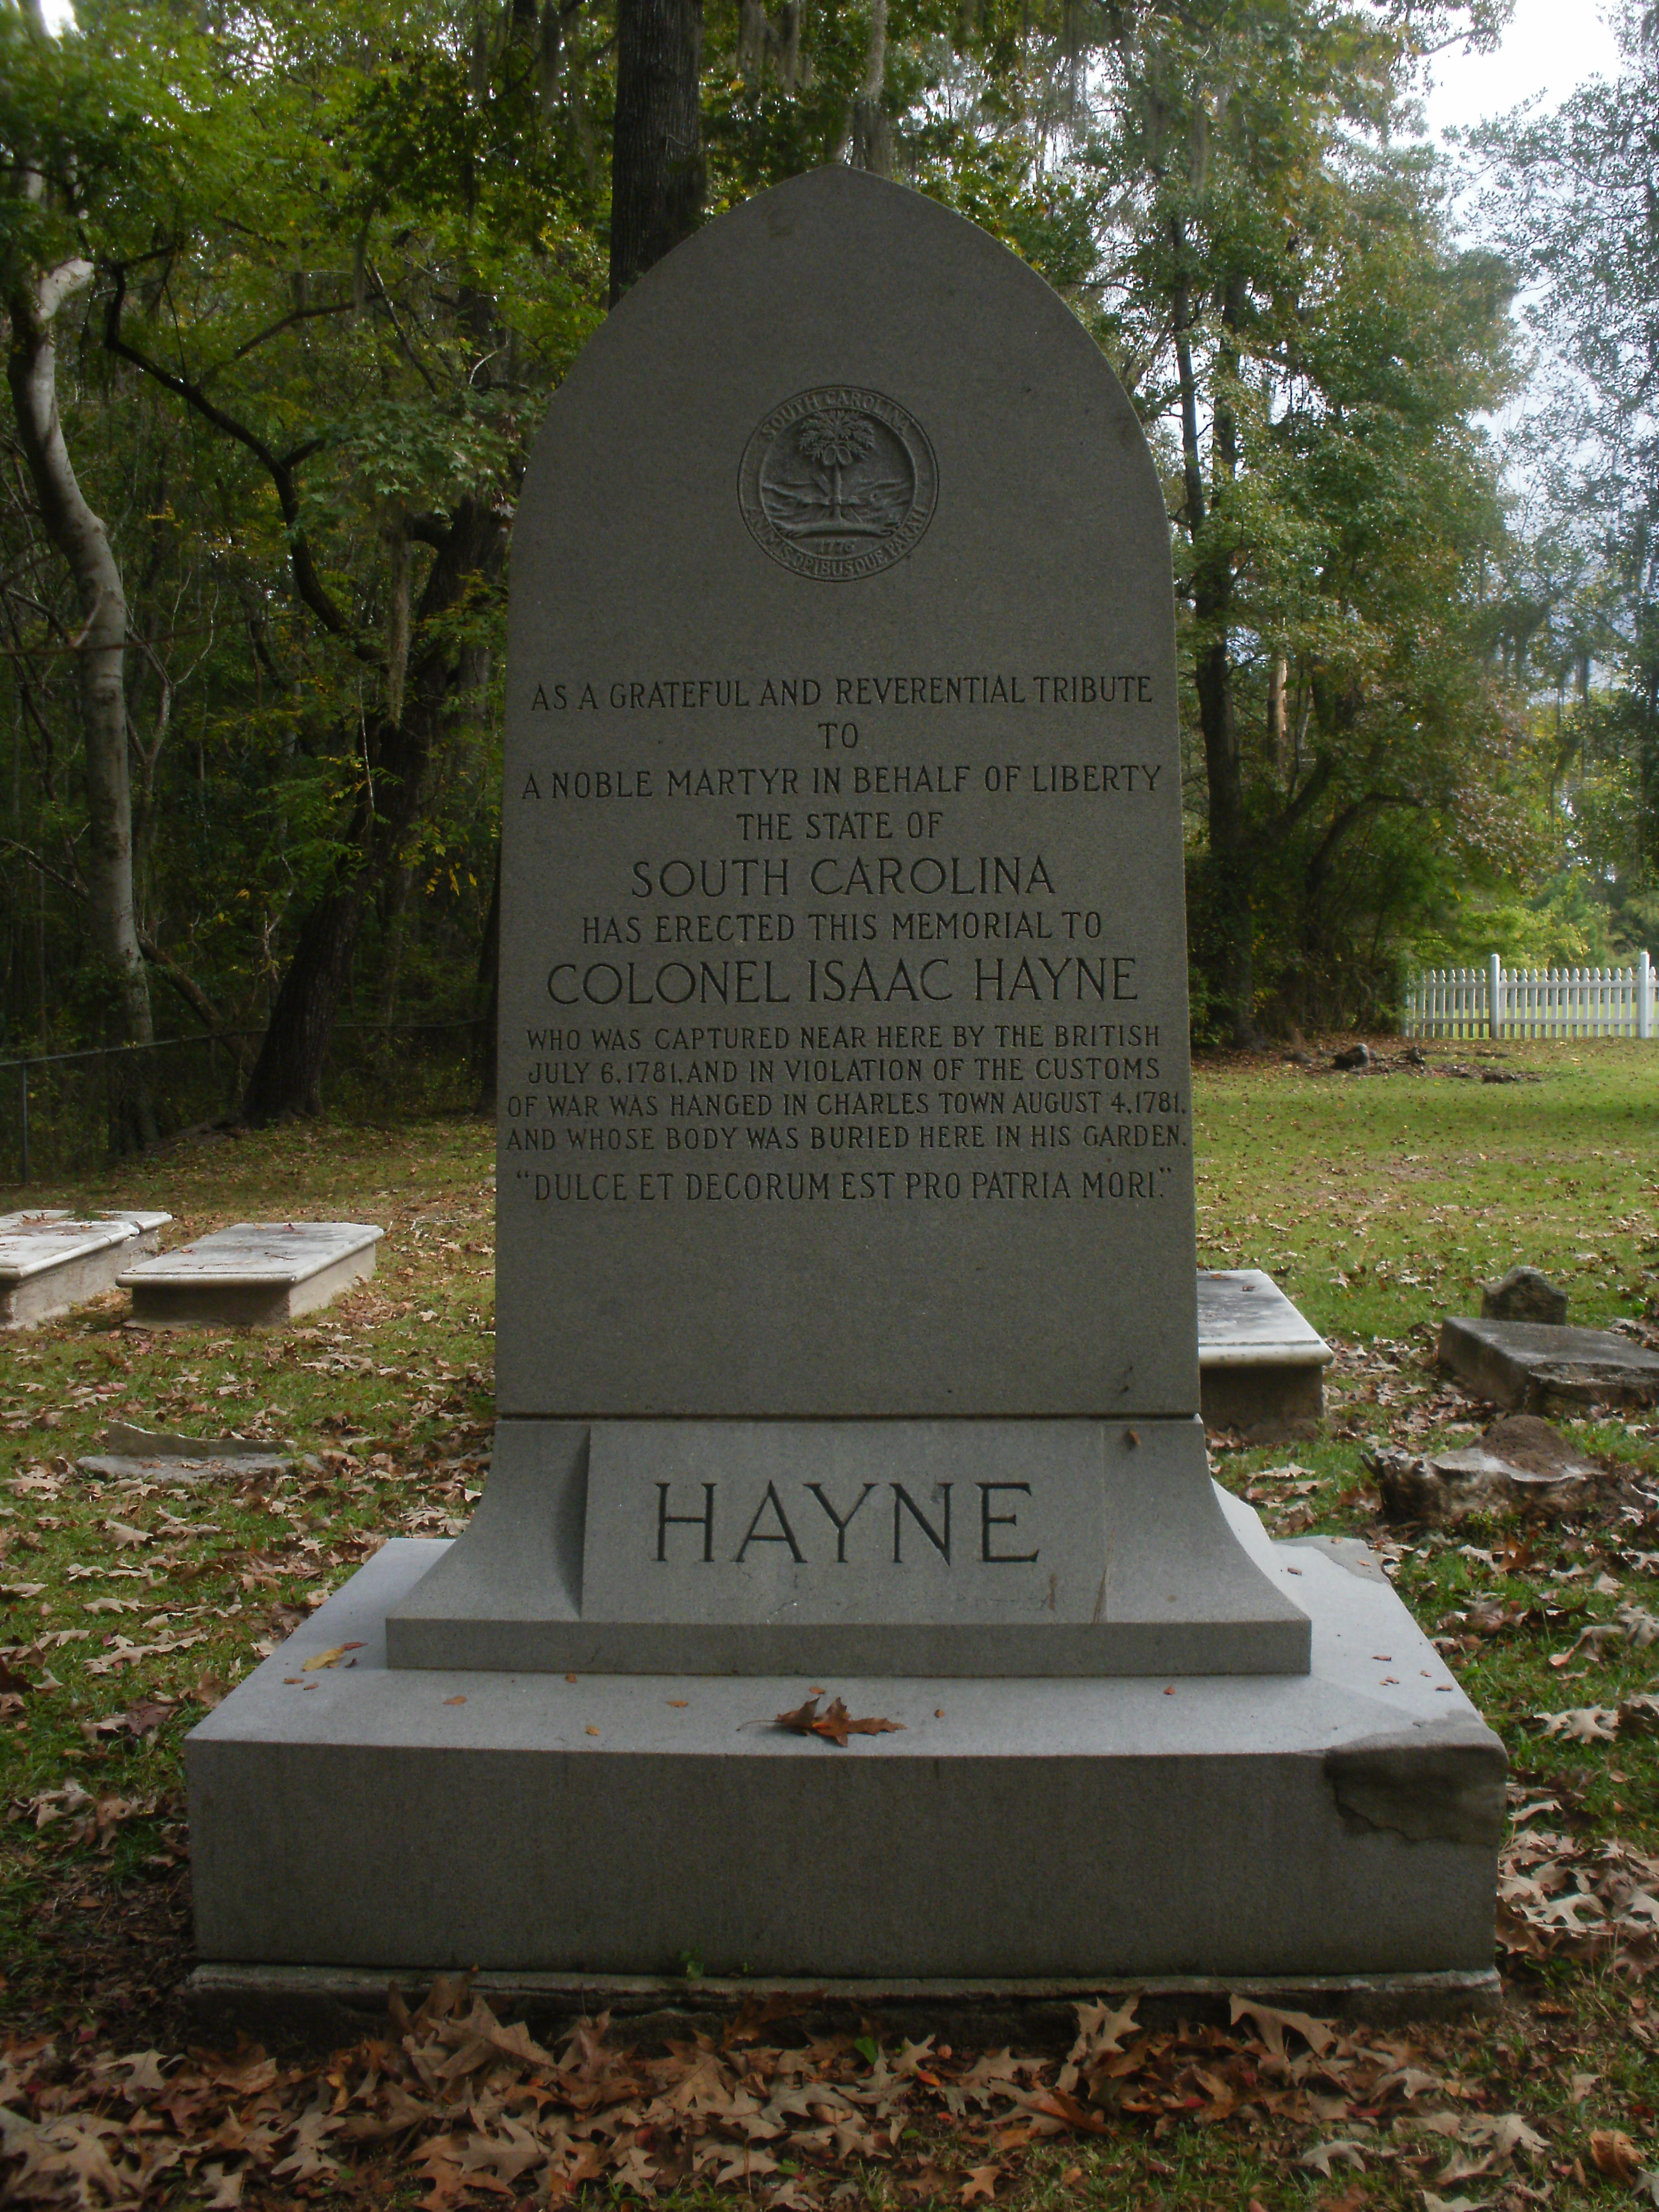 SOUTH CAROLINA
1776
ANIMIS OPIBUSQUE PARATI
AS A GRATEFUL AND REVERENTIAL TRIBUTE
TO
A NOBLE MARTYR IN BEHALF OF LIBERTY
THE STATE OF
SOUTH CAROLINA
HAS ERECTED THIS MEMORIAL TO
COLONEL ISAAC HAYNE
WHO WAS CAPTURED NEAR HERE BY THE BRITISH
JULY 6, 1781, AND IN VIOLATION OF THE CUSTOMS
OF WAR WAS HANGED IN CHARLES TOWN AUGUST 4, 1781,
AND WHOSE BODY WAS BURIED HERE IN HIS GARDEN.
"DULCE ET DECORUM EST PRO PATRIA MORI."
HAYNE